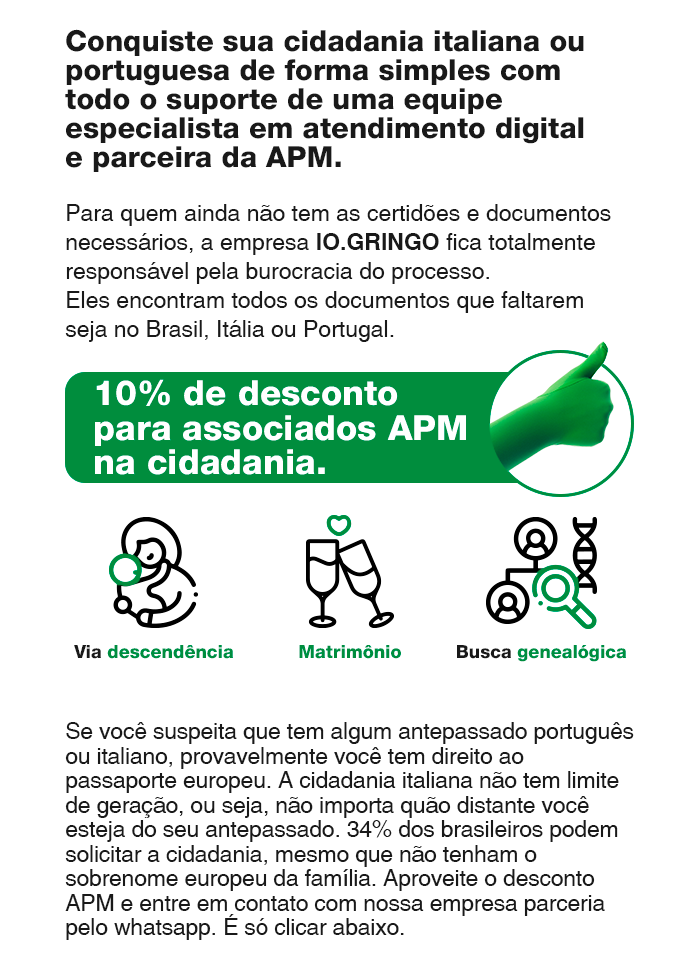 Conquiste sua cidadania italiana ou
portuguesa de forma simples com
todo o suporte de uma equipe
especialista em atendimento digital
e parceira da APM.
Para quem ainda não tem as certidões e documentos
necessários, a empresa IO.GRINGO fica totalmente
responsável pela burocracia do processo.
Eles encontram todos os documentos que faltarem
seja no Brasil, Itália ou Portugal.
10% de desconto
para associados APM
na cidadania.
Via descendência
Matrimônio
Busca genealógica
Se você suspeita que tem algum antepassado português
ou italiano, provavelmente você tem direito ao
passaporte europeu. A cidadania italiana não tem limite
de geração, ou seja, não importa quão distante você
esteja do seu antepassado. 34% dos brasileiros podem
solicitar a cidadania, mesmo que não tenham o
sobrenome europeu da família. Aproveite o desconto
APM e entre em contato com nossa empresa parceria
pelo whatsapp. É só clicar abaixo.